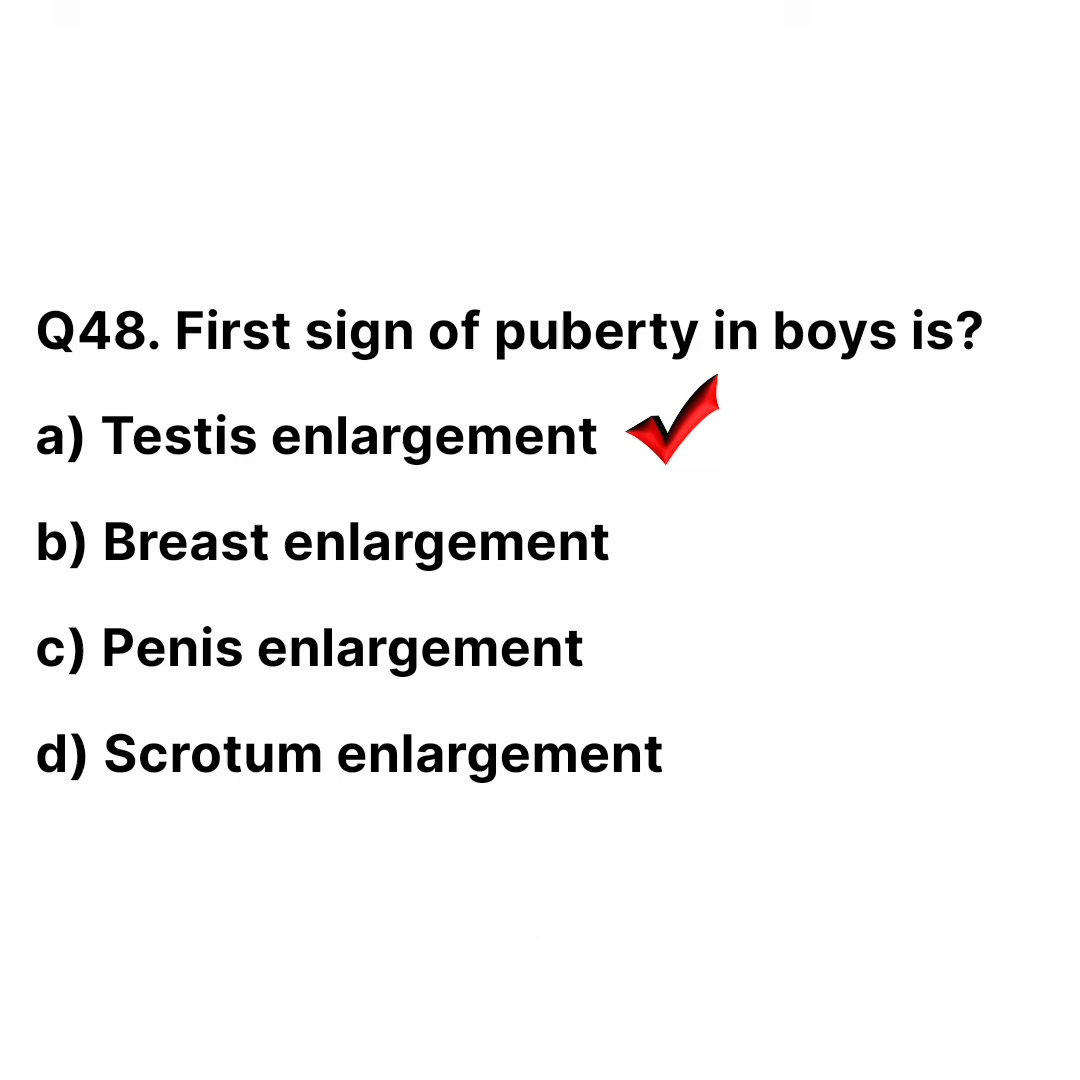 Q48. First sign of puberty in boys is?
a) Testis enlargement
b) Breast enlargement
c) Penis enlargement
d) Scrotum enlargement